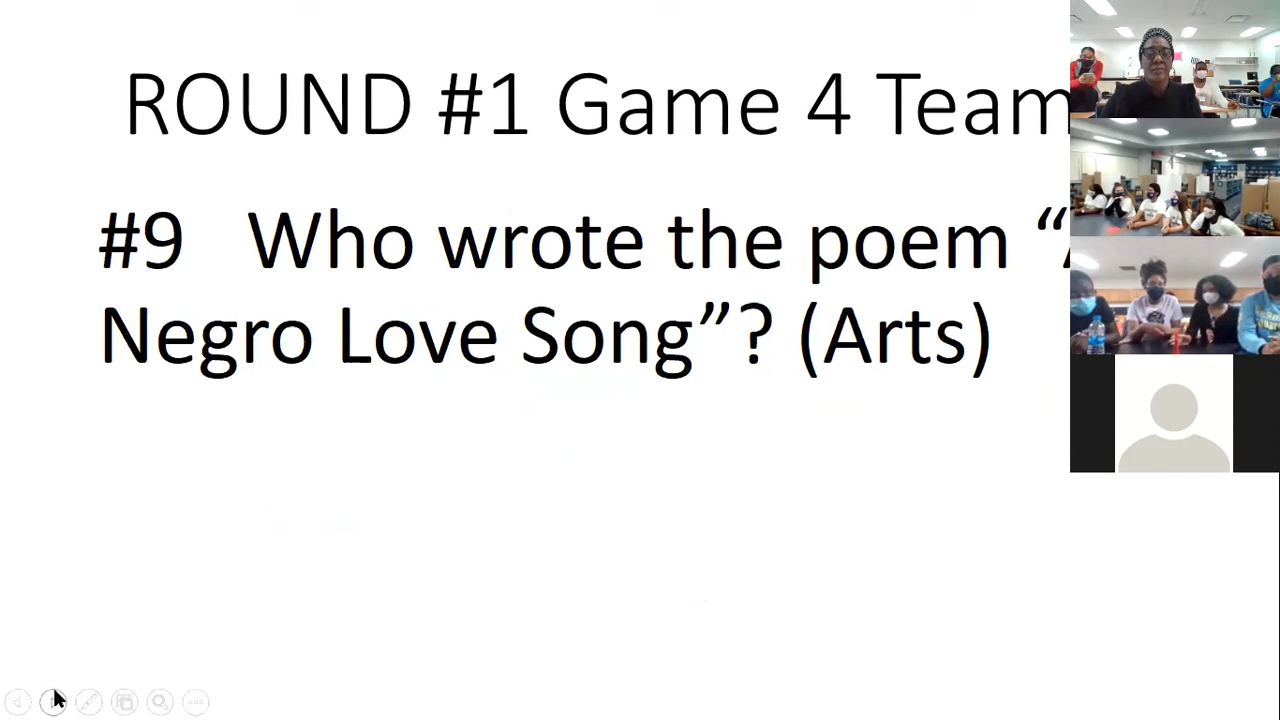 ROUND #1 Game 4 Team
#9 Who wrote the poem “
Negro Love Song”? (Arts)